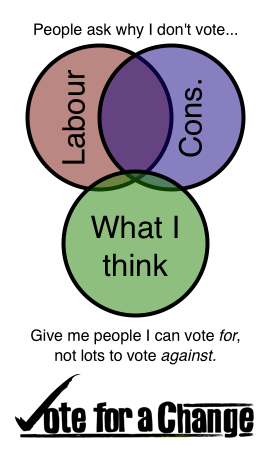 People ask why I don't vote...
Labour
Cons.
What I
think
Give me people I can vote for,
not lots to vote against.
Vote for a Change